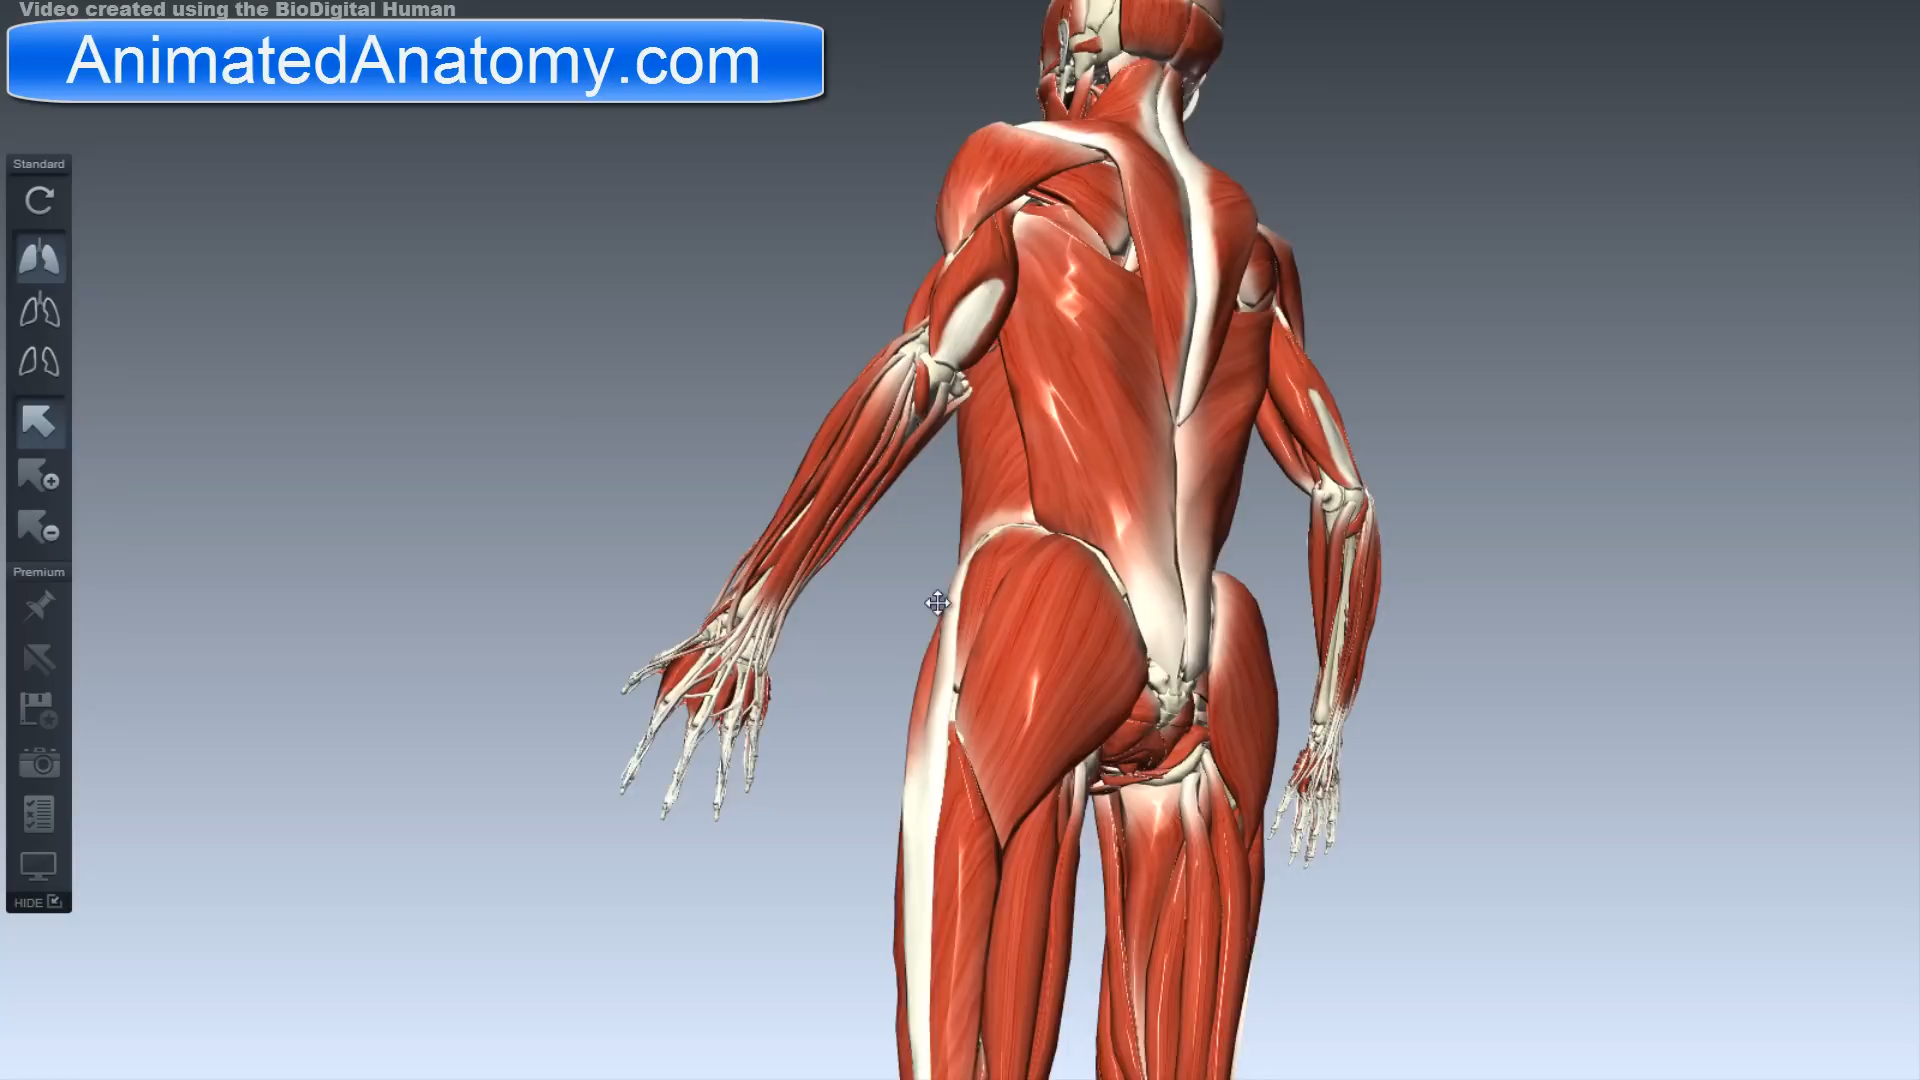 Video created using the BioDigital Human
AnimatedAnatomy.com
Standard
Premium
HIDE